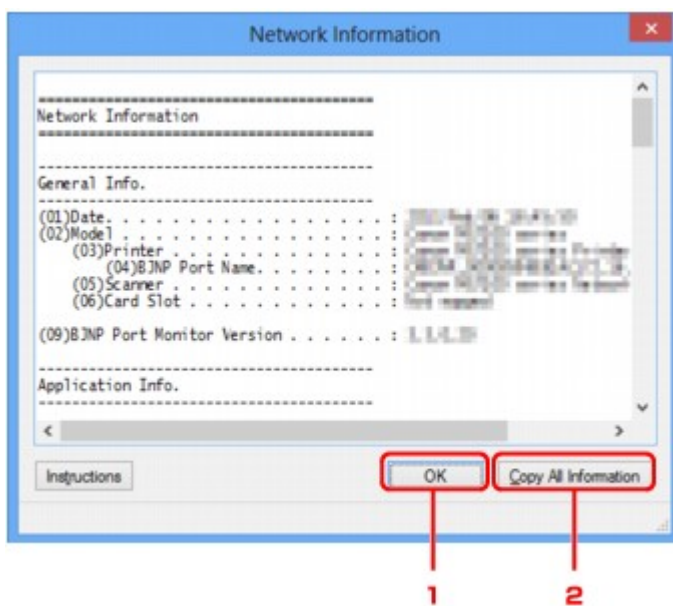 Network Information
==========================================
Network Information
==========================================
------------------------------------------
General Info.
------------------------------------------
(01)Date. . . . . . . . . . . . . . . . . . . . . :
(02)Model . . . . . . . . . . . . . . . . . . . . :
(03)Printer . . . . . . . . . . . . . . . . . :
(04)BJNP Port Name. . . . . . . . . . . :
(05)Scanner . . . . . . . . . . . . . . . . . :
(06)Card Slot . . . . . . . . . . . . . . . . :
(09)BJNP Port Monitor Version . . . . . . :
------------------------------------------
Application Info.
------------------------------------------
Instructions OK Copy All Information
1 2